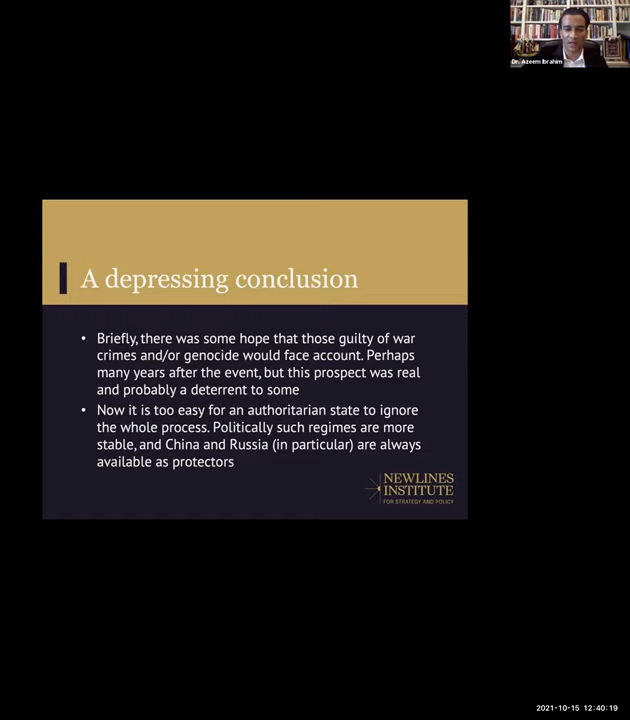 Dr. Azeem Ibrahim
A depressing conclusion
• Briefly, there was some hope that those guilty of war
crimes and/or genocide would face account. Perhaps
many years after the event, but this prospect was real
and probably a deterrent to some
• Now it is too easy for an authoritarian state to ignore
the whole process. Politically such regimes are more
stable, and China and Russia (in particular) are always
available as protectors
NEWLINES
INSTITUTE
FOR STRATEGY AND POLICY
2021-10-15 12:40:19